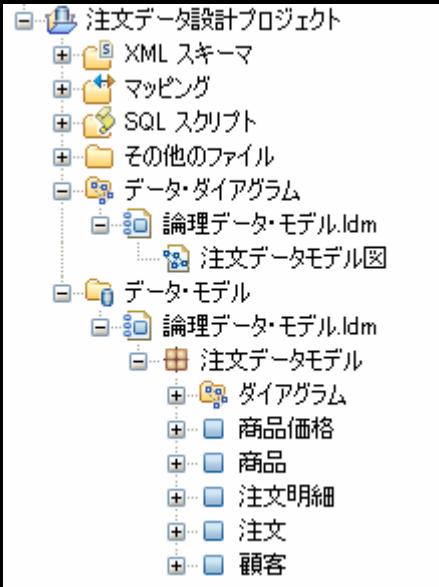 注文データ設計プロジェクト
XML スキーマ
マッピング
SQL スクリプト
その他のファイル
データ・ダイアグラム
論理データ・モデル.ldm
注文データモデル図
データ・モデル
論理データ・モデル.ldm
注文データモデル
ダイアグラム
商品価格
商品
注文明細
注文
顧客